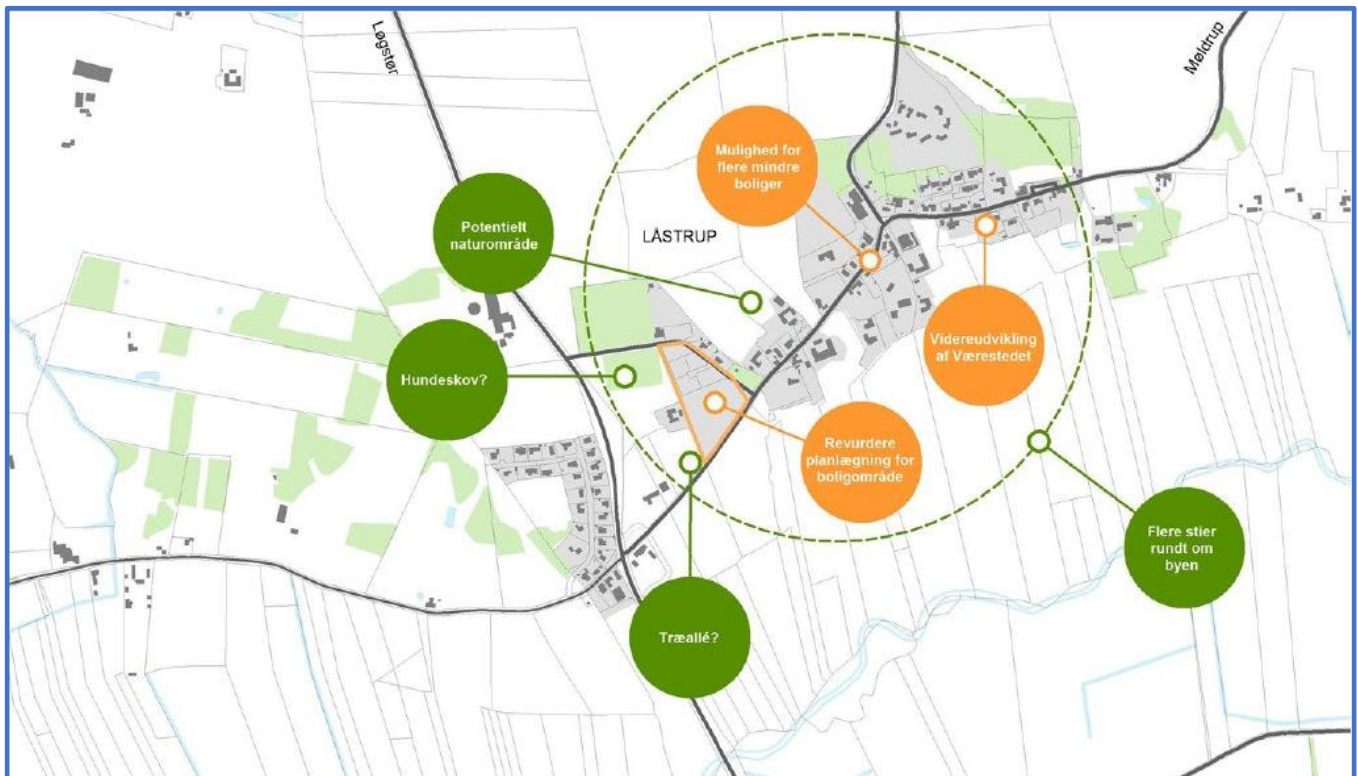 Løgstør
Møldrup
Mulighed for
flere mindre
boliger
Potentielt
naturområde
LÅSTRUP
Hundeskov?
Videreudvikling
af Værestedet
Revurdere
planlægning for
boligområde
Flere stier
rundt om
byen
Træallé?